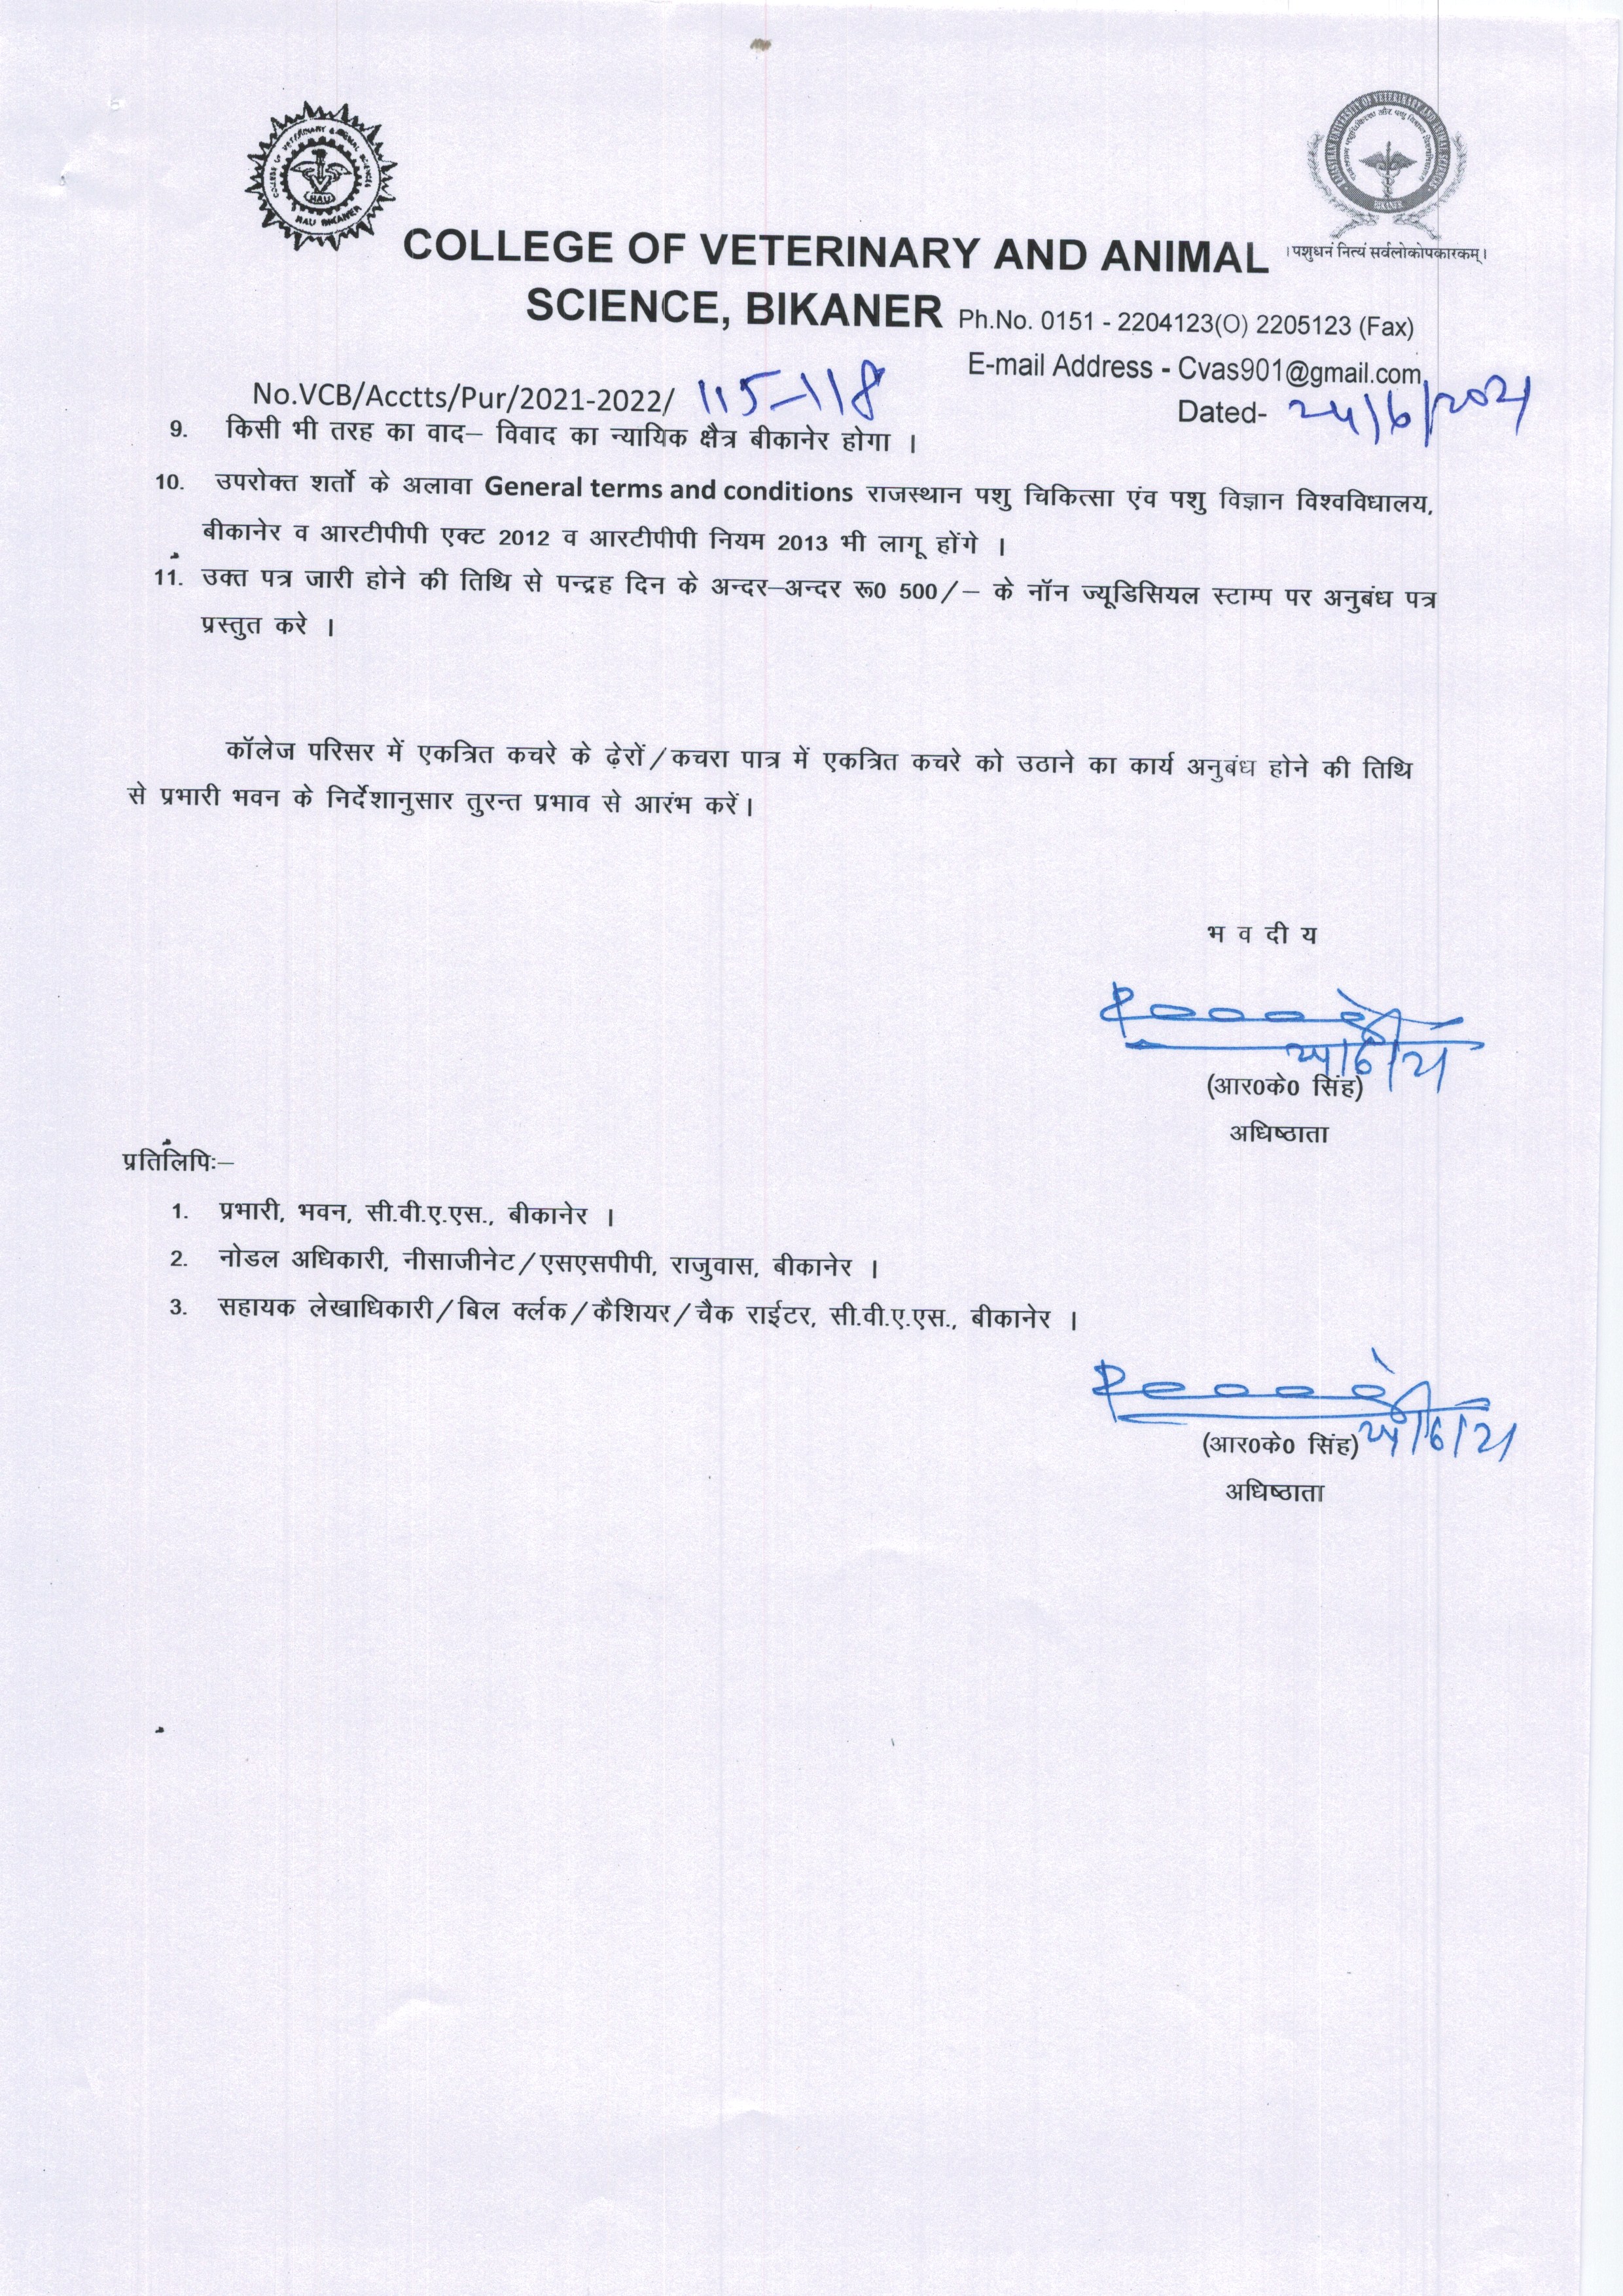 COLLEGE OF VETERINARY & ANIMAL SCIENCES
RAU
RAU BIKANER
RAJASTHAN UNIVERSITY OF VETERINARY AND ANIMAL SCIENCES
BIKANER
।पशुधनं नित्यं सर्वलोकोपकारकम्।
COLLEGE OF VETERINARY AND ANIMAL
SCIENCE, BIKANER Ph.No. 0151 - 2204123(O) 2205123 (Fax)
E-mail Address - Cvas901@gmail.com
No.VCB/Acctts/Pur/2021-2022/ 115-118
Dated- 24/6/2021
9. किसी भी तरह का वाद– विवाद का न्यायिक क्षैत्र बीकानेर होगा ।
10. उपरोक्त शर्तो के अलावा General terms and conditions राजस्थान पशु चिकित्सा एंव पशु विज्ञान विश्वविधालय,
बीकानेर व आरटीपीपी एक्ट 2012 व आरटीपीपी नियम 2013 भी लागू होंगे ।
11. उक्त पत्र जारी होने की तिथि से पन्द्रह दिन के अन्दर–अन्दर रू0 500/– के नॉन ज्यूडिसियल स्टाम्प पर अनुबंध पत्र
प्रस्तुत करे ।
कॉलेज परिसर में एकत्रित कचरे के ढ़ेरों/कचरा पात्र में एकत्रित कचरे को उठाने का कार्य अनुबंध होने की तिथि
से प्रभारी भवन के निर्देशानुसार तुरन्त प्रभाव से आरंभ करें।
भ व दी य
24/6/21
(आर0के0 सिंह)
अधिष्ठाता
प्रतिलिपिः–
1. प्रभारी, भवन, सी.वी.ए.एस., बीकानेर ।
2. नोडल अधिकारी, नीसाजीनेट/एसएसपीपी, राजुवास, बीकानेर ।
3. सहायक लेखाधिकारी/बिल क्लंक/कैशियर/चैक राईटर, सी.वी.ए.एस., बीकानेर ।
(आर0के0 सिंह) 24/6/21
अधिष्ठाता